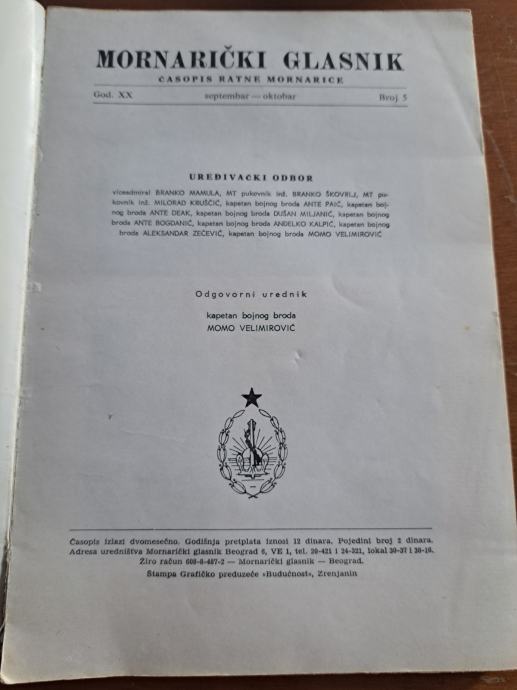 MORNARIČKI GLASNIK
ČASOPIS RATNE MORNARICE
God. XX septembar — oktobar Broj 5
UREĐIVAČKI ODBOR
viceadmiral BRANKO MAMULA, MT pukovnik inž. BRANKO ŠKOVRLJ, MT pu-
kovnik inž. MILORAD KRUŠČIĆ, kapetan bojnog broda ANTE PAIĆ, kapetan boj-
nog broda ANTE DEAK, kapetan bojnog broda DUŠAN MILJANIĆ, kapetan bojnog
broda ANTE BOGDANIĆ, kapetan bojnog broda ANĐELKO KALPIĆ, kapetan bojnog
broda ALEKSANDAR ZEČEVIĆ, kapetan bojnog broda MOMO VELIMIROVIĆ
Odgovorni urednik
kapetan bojnog broda
MOMO VELIMIROVIĆ
Časopis izlazi dvomesečno. Godišnja pretplata iznosi 12 dinara. Pojedini broj 2 dinara.
Adresa uredništva Mornarički glasnik Beograd 6, VE 1, tel. 20-421 i 24-321, lokal 30-37 i 30-10.
Žiro račun 608-8-487-2 — Mornarički glasnik — Beograd.
Štampa Grafičko preduzeće »Budućnost«, Zrenjanin